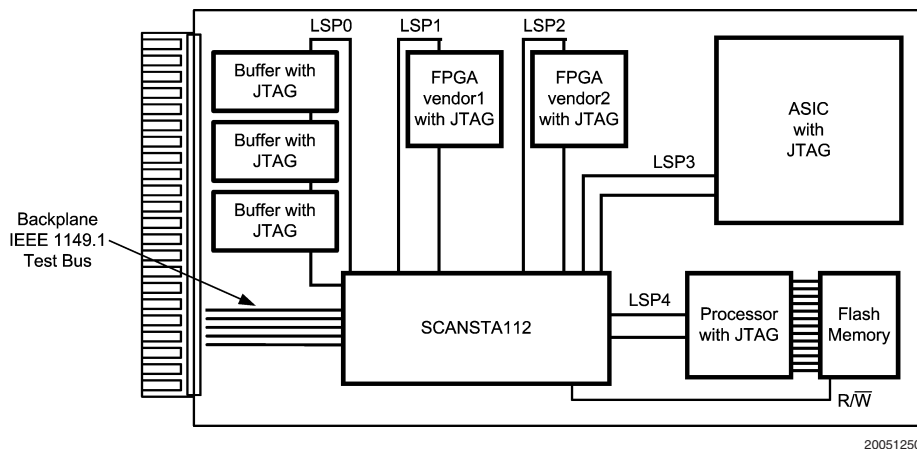 LSP0
LSP1
LSP2
Buffer with
JTAG
Buffer with
JTAG
Buffer with
JTAG
FPGA
vendor1
with JTAG
FPGA
vendor2
with JTAG
ASIC
with
JTAG
LSP3
Backplane
IEEE 1149.1
Test Bus
SCANSTA112
LSP4
Processor
with JTAG
Flash
Memory
R/W̅
20051250